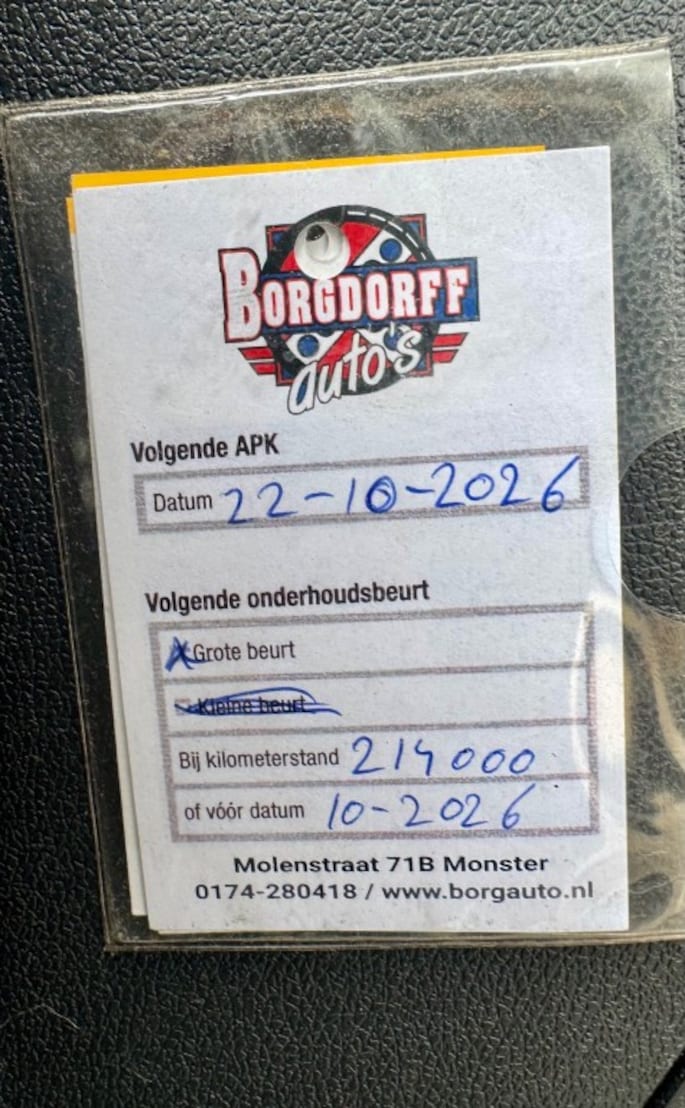 BORGDORFF
auto's
Volgende APK
Datum 22-10-2026
Volgende onderhoudsbeurt
X Grote beurt
Kleine beurt
Bij kilometerstand 214000
of vóór datum 10-2026
Molenstraat 71B Monster
0174-280418 / www.borgauto.nl